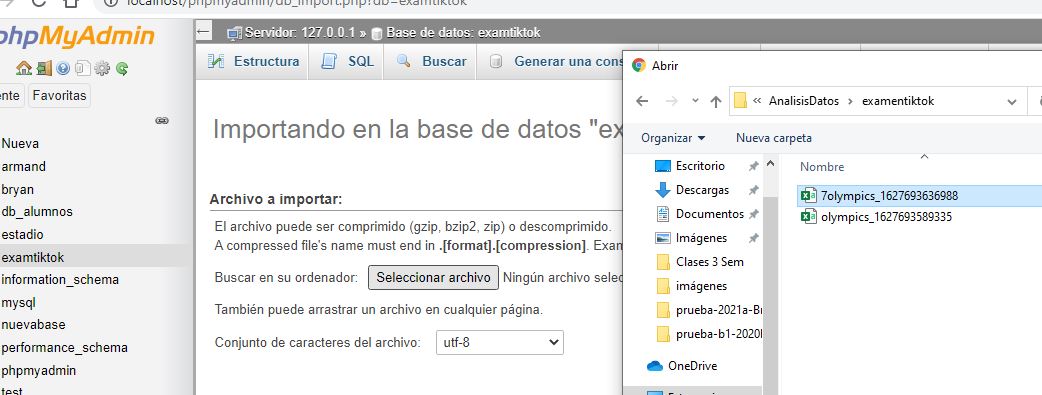 localhost/phpmyadmin/db_import.php?db=examtiktok
phpMyAdmin
ente Favoritas
Nueva
armand
bryan
db_alumnos
estadio
examtiktok
information_schema
mysql
nuevabase
performance_schema
phpmyadmin
test
Servidor: 127.0.0.1 » Base de datos: examtiktok
Estructura SQL Buscar Generar una cons
Importando en la base de datos "ex
Archivo a importar:
El archivo puede ser comprimido (gzip, bzip2, zip) o descomprimido.
A compressed file's name must end in .[format].[compression]. Exam
Buscar en su ordenador: Seleccionar archivo Ningún archivo selec
También puede arrastrar un archivo en cualquier página.
Conjunto de caracteres del archivo: utf-8
Abrir
« AnalisisDatos › examentiktok
Organizar Nueva carpeta
Escritorio
Descargas
Documentos
Imágenes
Clases 3 Sem
imágenes
prueba-2021a-B
prueba-b1-2020
OneDrive
Nombre
7olympics_1627693636988
olympics_1627693589335